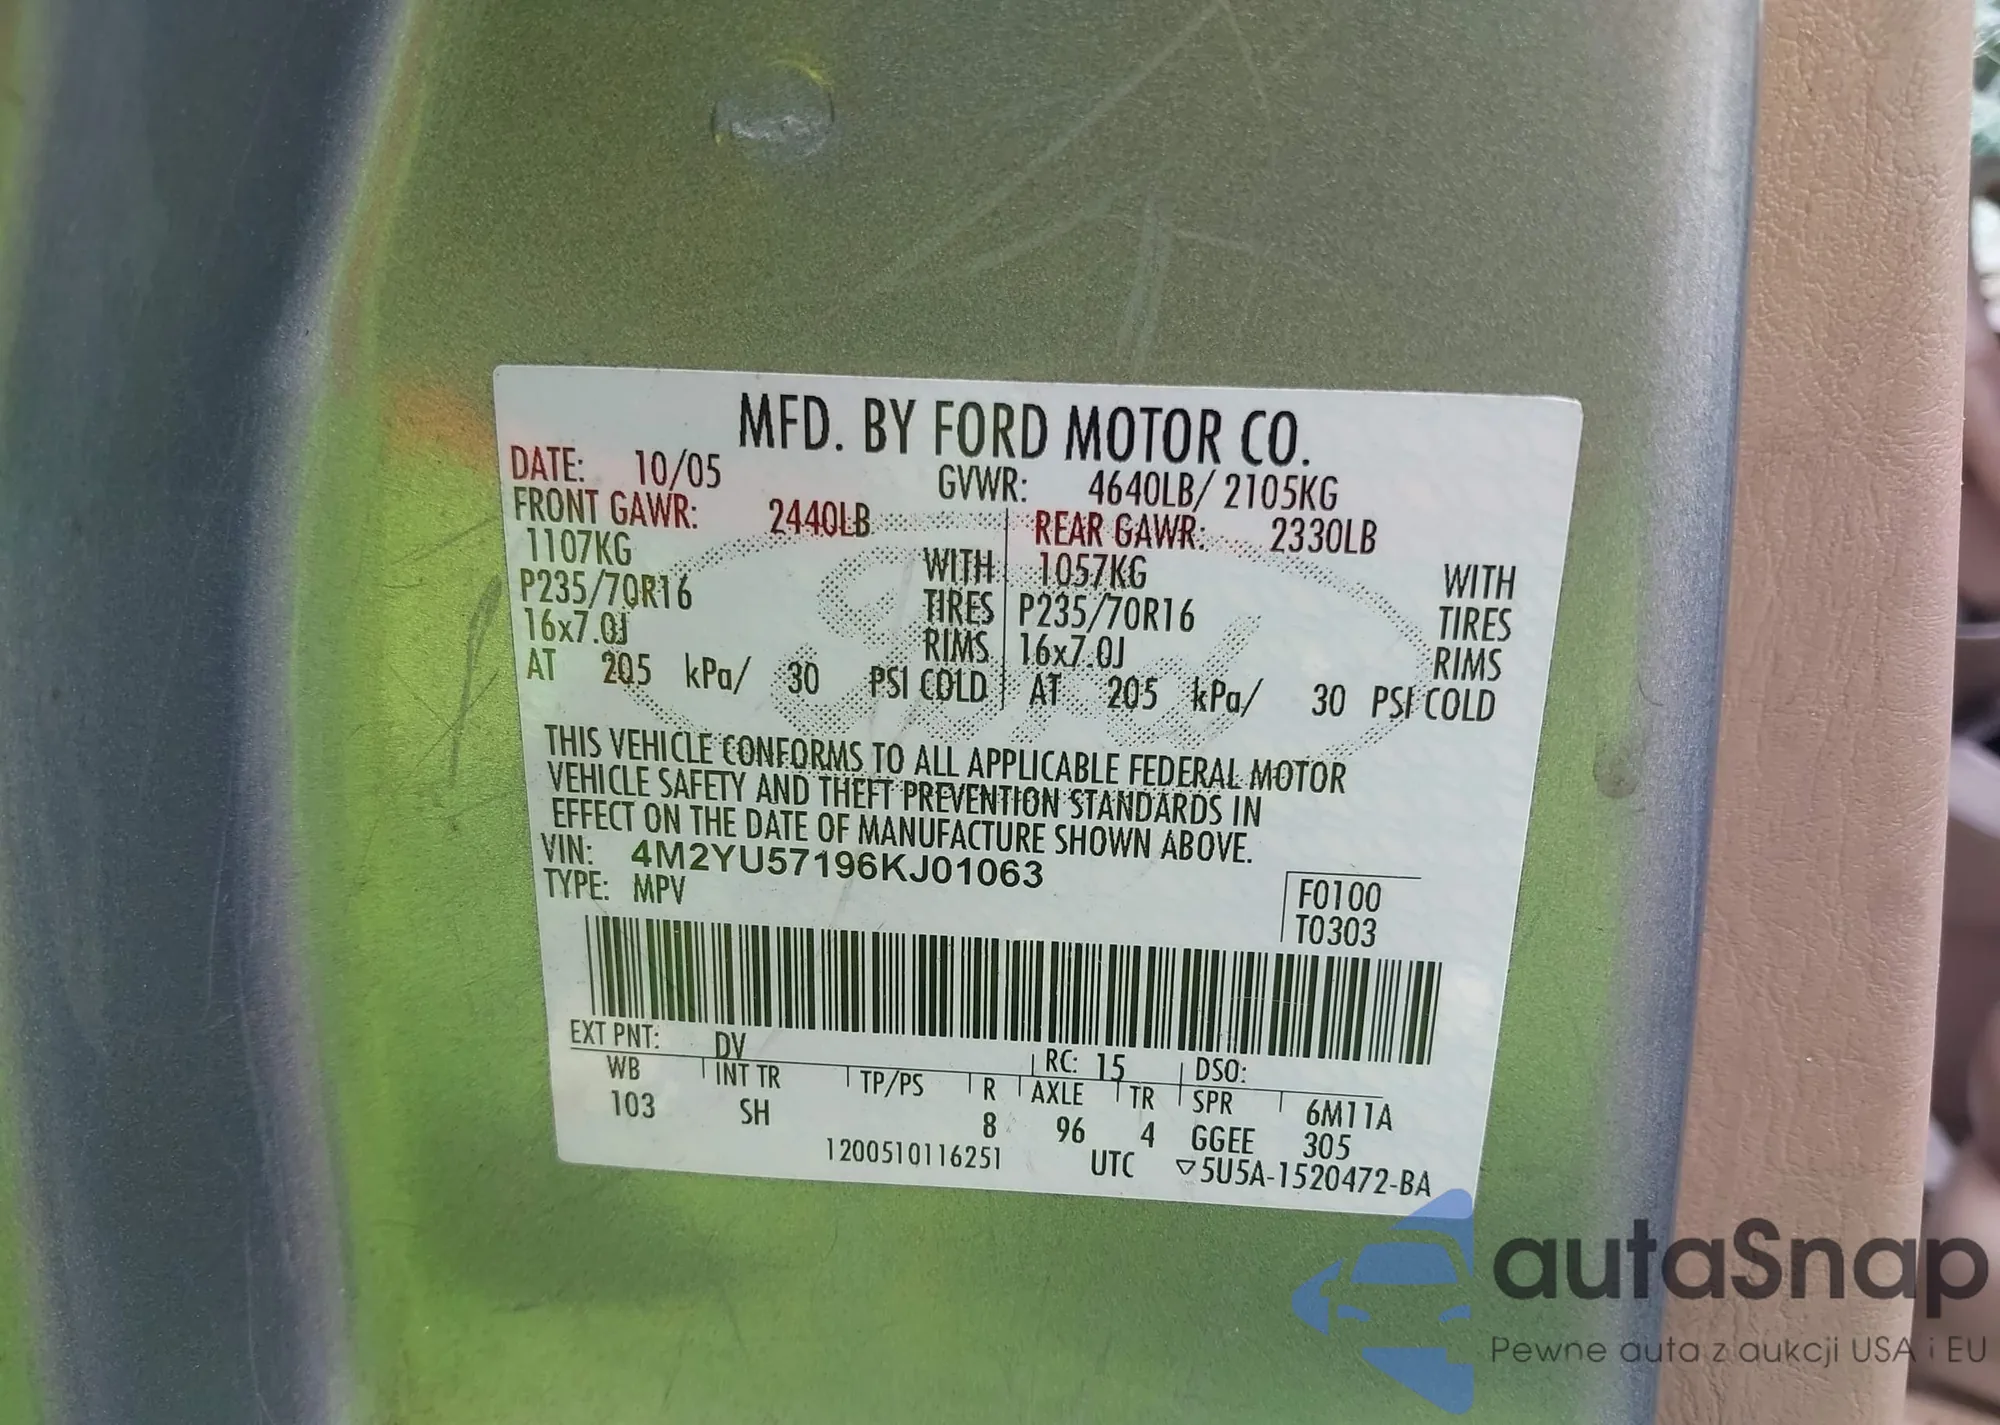 MFD. BY FORD MOTOR CO.
DATE: 10/05 GVWR: 4640LB/ 2105KG
FRONT GAWR: 2440LB REAR GAWR: 2330LB
1107KG WITH 1057KG WITH
P235/70R16 TIRES P235/70R16 TIRES
16x7.0J RIMS 16x7.0J RIMS
AT 205 kPa/ 30 PSI COLD AT 205 kPa/ 30 PSI COLD
THIS VEHICLE CONFORMS TO ALL APPLICABLE FEDERAL MOTOR
VEHICLE SAFETY AND THEFT PREVENTION STANDARDS IN
EFFECT ON THE DATE OF MANUFACTURE SHOWN ABOVE.
VIN: 4M2YU57196KJ01063
TYPE: MPV
F0100
T0303
EXT PNT: DV RC: 15 DSO:
WB INT TR TP/PS R AXLE TR SPR 6M11A
103 SH 8 96 4 GGEE 305
1200510116251 UTC ▽5U5A-1520472-BA
Ford
autaSnap
Pewne auta z aukcji USA i EU